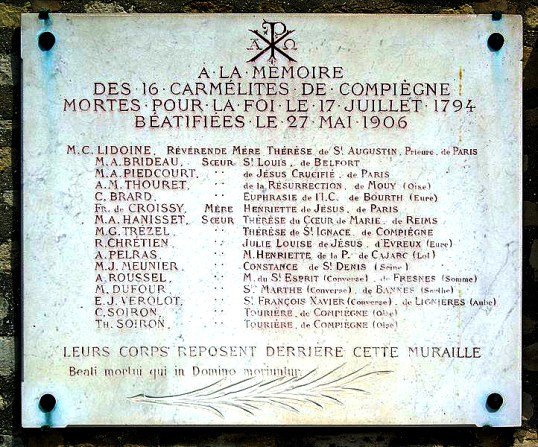 Α Ω
A·LA·MÉMOIRE
DES·16·CARMÉLITES·DE·COMPIÈGNE
MORTES·POUR·LA·FOI·LE·17·JUILLET·1794
BÉATIFIÉES·LE·27·MAI·1906
M.C. LIDOINE, RÉVÉRENDE MÈRE THÉRÈSE de St AUGUSTIN, Prieure, de PARIS
M.A. BRIDEAU, SŒUR St LOUIS, de BELFORT
M.A. PIEDCOURT, '' de JÉSUS CRUCIFIÉ, de PARIS
A.M. THOURET, '' de la RÉSURRECTION, de MOUY (Oise)
C. BRARD, '' EUPHRASIE de l'I.C. de BOURTH (Eure)
Fr. de CROISSY, MÈRE HENRIETTE de JÉSUS, de PARIS
M.A. HANISSET, SŒUR THÉRÈSE du CŒUR de MARIE, de REIMS
M.G. TREZEL, '' THÉRÈSE de St IGNACE, de COMPIÈGNE
R. CHRÉTIEN, '' JULIE LOUISE de JÉSUS, d'EVREUX (Eure)
A. PELRAS, '' M. HENRIETTE de la P. de CAJARC (Lot)
M.J. MEUNIER, '' CONSTANCE de St DENIS (Seine)
A. ROUSSEL, '' M. du St ESPRIT (Converse), de FRESNES (Somme)
M. DUFOUR, '' Ste MARTHE (Converse), de BANNES (Sarthe)
E.J. VEROLOT, '' St FRANÇOIS XAVIER (Converse), de LIGNIÈRES (Aube)
C. SOIRON, '' TOURIÈRE, de COMPIÈGNE (Oise)
Th. SOIRON, '' TOURIÈRE, de COMPIÈGNE (Oise)
LEURS CORPS REPOSENT DERRIÈRE CETTE MURAILLE
Beati mortui qui in Domino moriuntur.